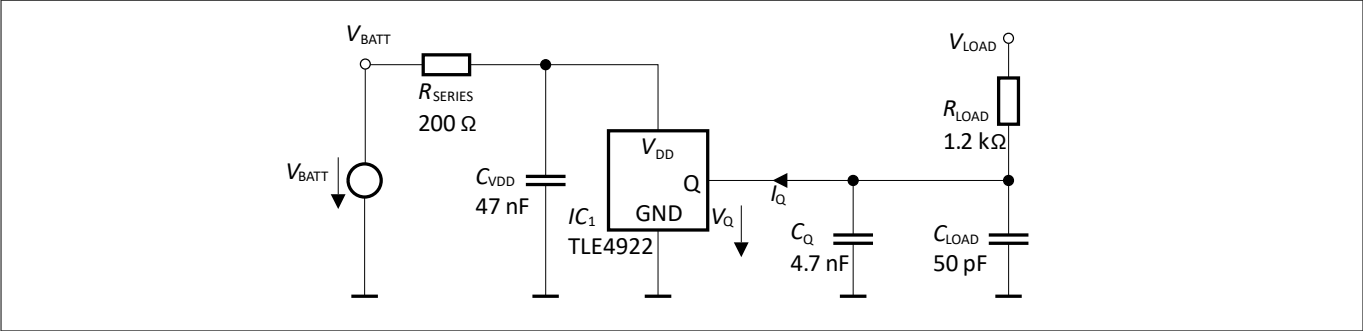 VBATT
RSERIES
200 Ω
VBATT
CVDD
47 nF
VDD
Q
GND
IC1
TLE4922
VQ
IQ
CQ
4.7 nF
VLOAD
RLOAD
1.2 kΩ
CLOAD
50 pF